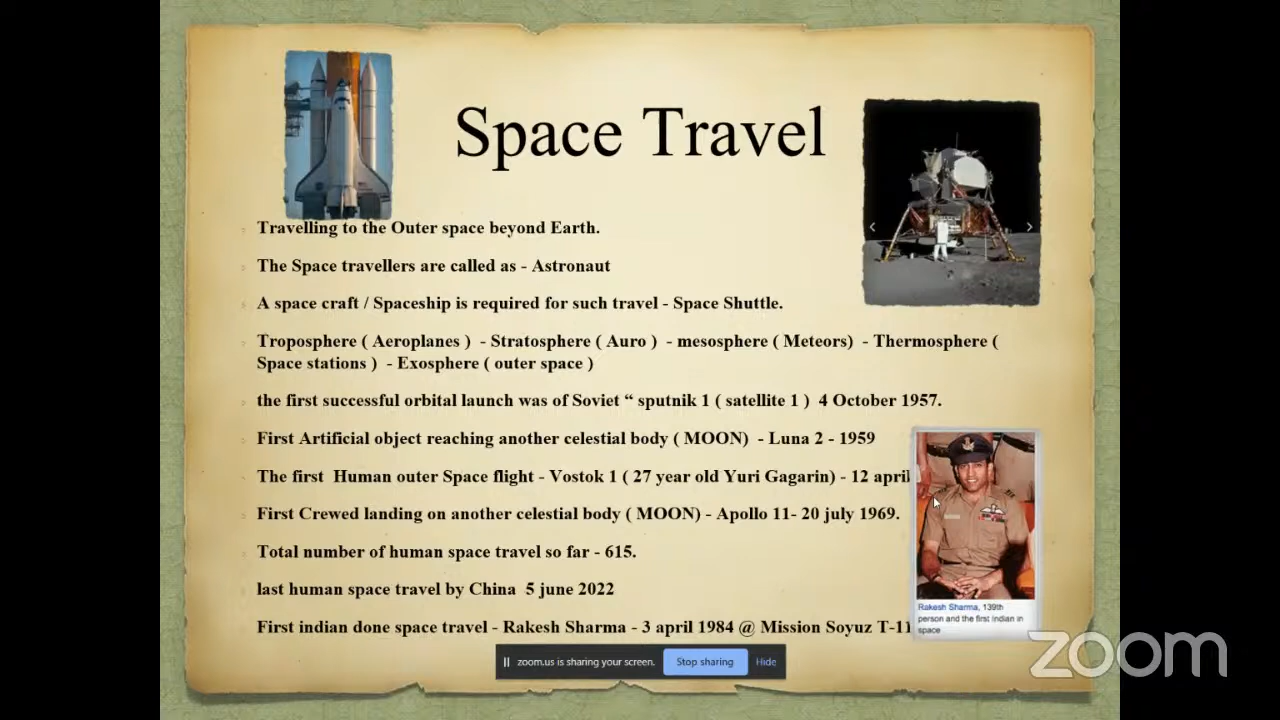 Space Travel
Travelling to the Outer space beyond Earth.
The Space travellers are called as - Astronaut
A space craft / Spaceship is required for such travel - Space Shuttle.
Troposphere ( Aeroplanes ) - Stratosphere ( Auro ) - mesosphere ( Meteors) - Thermosphere (
Space stations ) - Exosphere ( outer space )
the first successful orbital launch was of Soviet “ sputnik 1 ( satellite 1 ) 4 October 1957.
First Artificial object reaching another celestial body ( MOON) - Luna 2 - 1959
The first Human outer Space flight - Vostok 1 ( 27 year old Yuri Gagarin) - 12 april
First Crewed landing on another celestial body ( MOON) - Apollo 11- 20 july 1969.
Total number of human space travel so far - 615.
last human space travel by China 5 june 2022
First indian done space travel - Rakesh Sharma - 3 april 1984 @ Mission Soyuz T-11
Rakesh Sharma, 139th
person and the first Indian in
space
zoom.us is sharing your screen. Stop sharing Hide
zoom